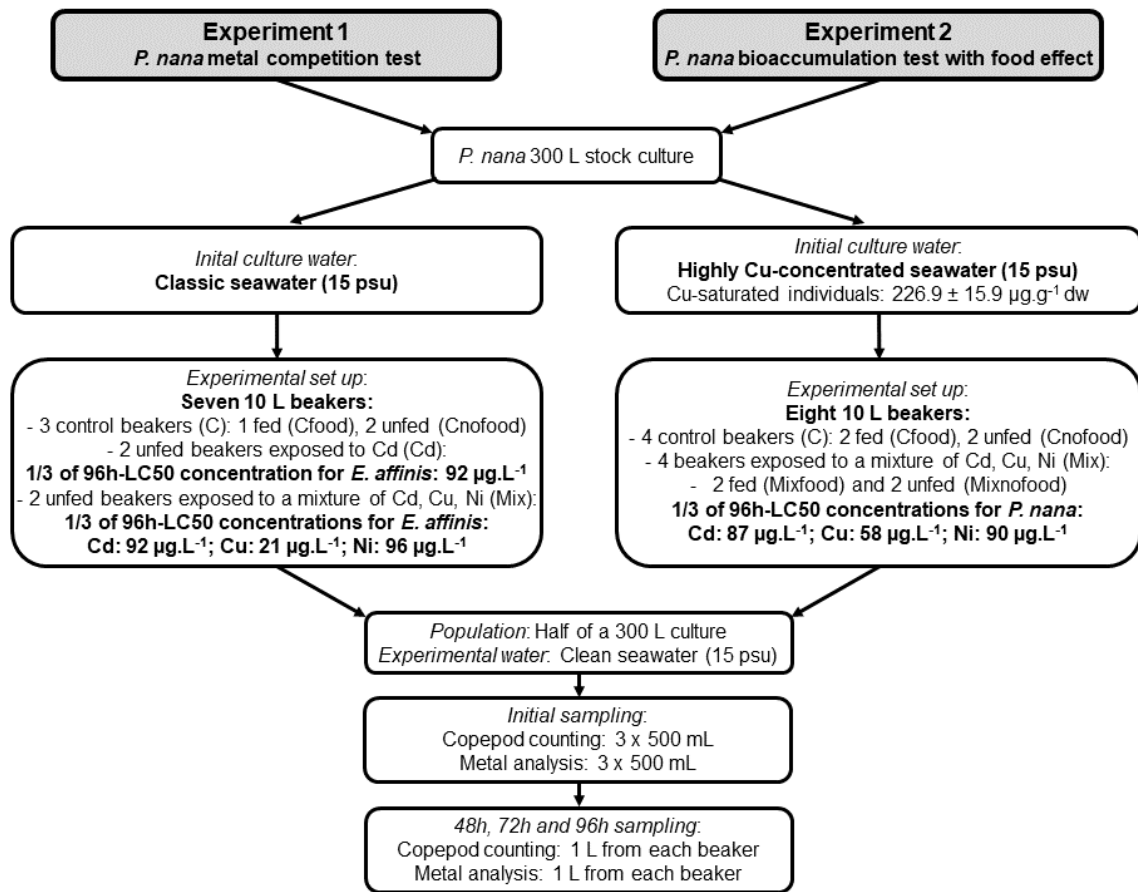 Experiment 1
P. nana metal competition test
Experiment 2
P. nana bioaccumulation test with food effect
P. nana 300 L stock culture
Inital culture water:
Classic seawater (15 psu)
Initial culture water:
Highly Cu-concentrated seawater (15 psu)
Cu-saturated individuals: 226.9 ± 15.9 µg.g⁻¹ dw
Experimental set up:
Seven 10 L beakers:
- 3 control beakers (C): 1 fed (Cfood), 2 unfed (Cnofood)
- 2 unfed beakers exposed to Cd (Cd):
1/3 of 96h-LC50 concentration for E. affinis: 92 µg.L⁻¹
- 2 unfed beakers exposed to a mixture of Cd, Cu, Ni (Mix):
1/3 of 96h-LC50 concentrations for E. affinis:
Cd: 92 µg.L⁻¹; Cu: 21 µg.L⁻¹; Ni: 96 µg.L⁻¹
Experimental set up:
Eight 10 L beakers:
- 4 control beakers (C): 2 fed (Cfood), 2 unfed (Cnofood)
- 4 beakers exposed to a mixture of Cd, Cu, Ni (Mix):
- 2 fed (Mixfood) and 2 unfed (Mixnofood)
1/3 of 96h-LC50 concentrations for P. nana:
Cd: 87 µg.L⁻¹; Cu: 58 µg.L⁻¹; Ni: 90 µg.L⁻¹
Population: Half of a 300 L culture
Experimental water: Clean seawater (15 psu)
Initial sampling:
Copepod counting: 3 x 500 mL
Metal analysis: 3 x 500 mL
48h, 72h and 96h sampling:
Copepod counting: 1 L from each beaker
Metal analysis: 1 L from each beaker